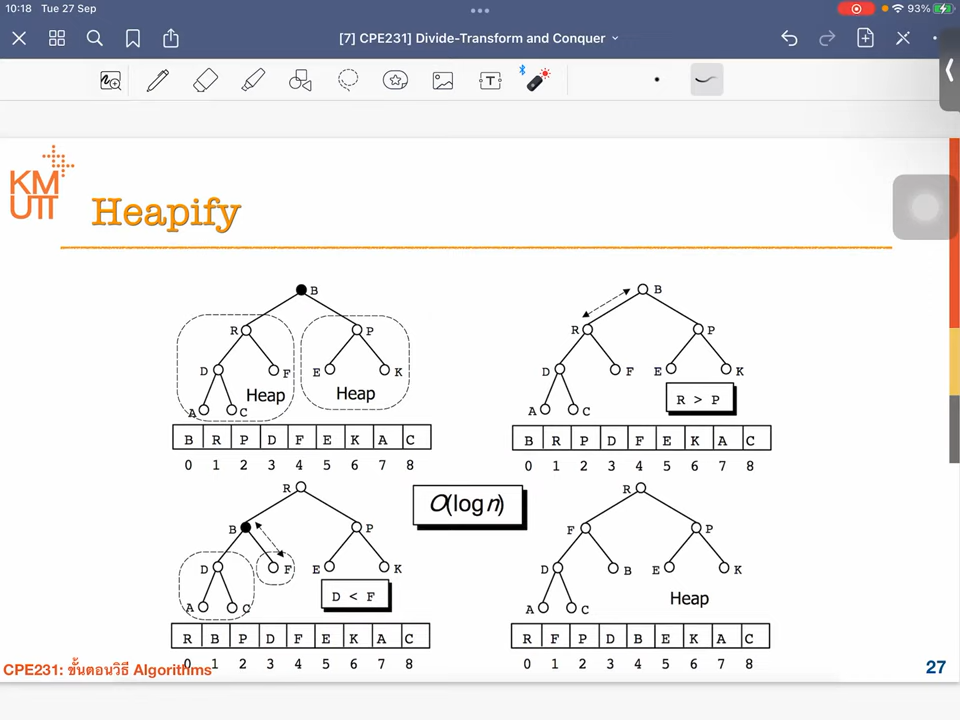 10:18 Tue 27 Sep
93%
[7] CPE231] Divide-Transform and Conquer
T
KM
UTT
Heapify
B
R P
D F E K
A C
Heap Heap
B R P D F E K A C
0 1 2 3 4 5 6 7 8
B
R P
D F E K
A C
R > P
B R P D F E K A C
0 1 2 3 4 5 6 7 8
O(log n)
R
B P
D F E K
A C
D < F
R B P D F E K A C
0 1 2 3 4 5 6 7 8
R
F P
D B E K
A C
Heap
R F P D B E K A C
0 1 2 3 4 5 6 7 8
CPE231: ขั้นตอนวิธี Algorithms
27